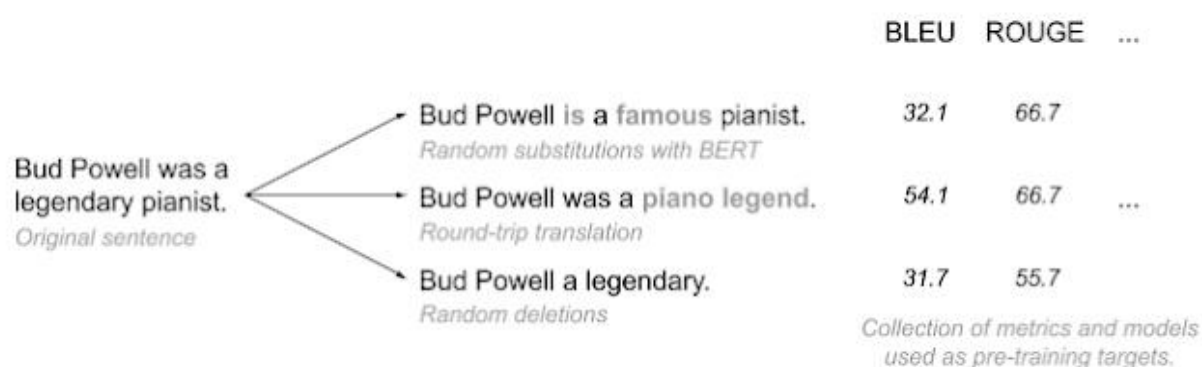 BLEU ROUGE ...
Bud Powell is a famous pianist. 32.1 66.7
Random substitutions with BERT
Bud Powell was a
legendary pianist.
Original sentence
Bud Powell was a piano legend. 54.1 66.7 ...
Round-trip translation
Bud Powell a legendary. 31.7 55.7
Random deletions
Collection of metrics and models
used as pre-training targets.